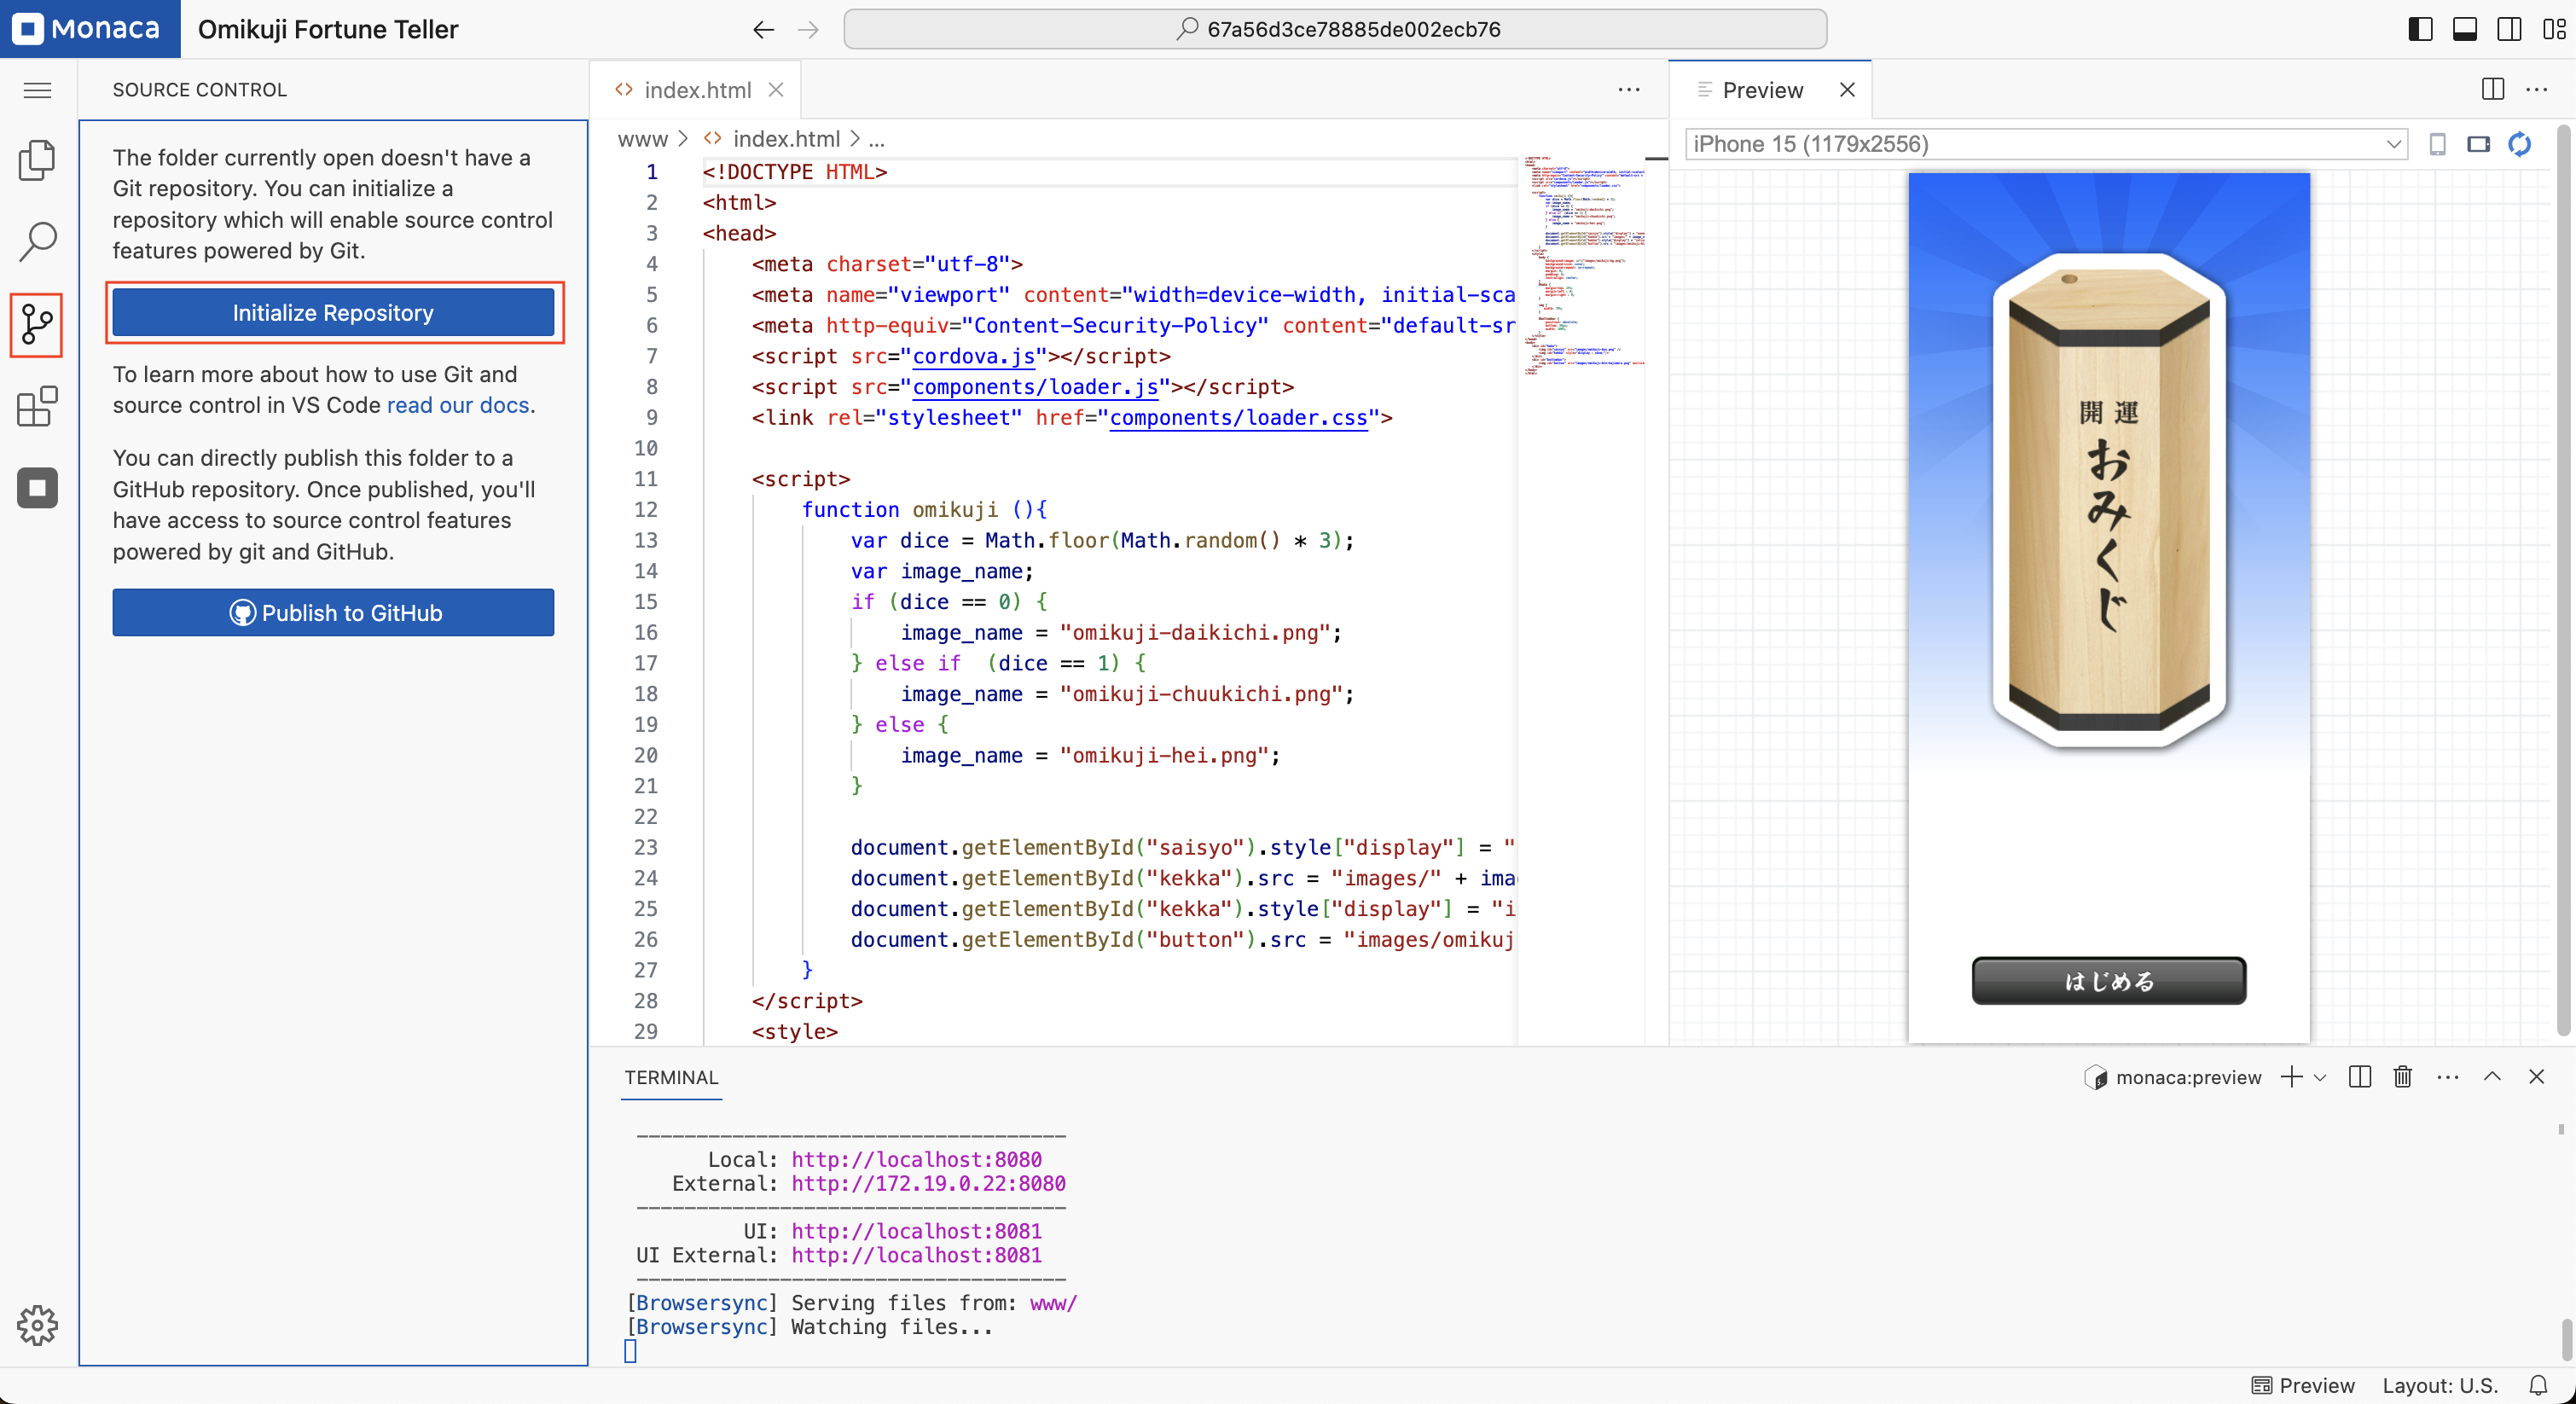 Monaca
Omikuji Fortune Teller
67a56d3ce78885de002ecb76
SOURCE CONTROL
The folder currently open doesn't have a
Git repository. You can initialize a
repository which will enable source control
features powered by Git.
Initialize Repository
To learn more about how to use Git and
source control in VS Code read our docs.
You can directly publish this folder to a
GitHub repository. Once published, you'll
have access to source control features
powered by git and GitHub.
Publish to GitHub
index.html
www > index.html > ...
1 <!DOCTYPE HTML>
2 <html>
3 <head>
4 <meta charset="utf-8">
5 <meta name="viewport" content="width=device-width, initial-sca
6 <meta http-equiv="Content-Security-Policy" content="default-sr
7 <script src="cordova.js"></script>
8 <script src="components/loader.js"></script>
9 <link rel="stylesheet" href="components/loader.css">
10
11 <script>
12 function omikuji (){
13 var dice = Math.floor(Math.random() * 3);
14 var image_name;
15 if (dice == 0) {
16 image_name = "omikuji-daikichi.png";
17 } else if  (dice == 1) {
18 image_name = "omikuji-chuukichi.png";
19 } else {
20 image_name = "omikuji-hei.png";
21 }
22
23 document.getElementById("saisyo").style["display"] = "
24 document.getElementById("kekka").src = "images/" + ima
25 document.getElementById("kekka").style["display"] = "i
26 document.getElementById("button").src = "images/omikuj
27 }
28 </script>
29 <style>
Preview
iPhone 15 (1179x2556)
開運
おみくじ
はじめる
TERMINAL
monaca:preview
Local: http://localhost:8080
External: http://172.19.0.22:8080
UI: http://localhost:8081
UI External: http://localhost:8081
[Browsersync] Serving files from: www/
[Browsersync] Watching files...
Preview
Layout: U.S.